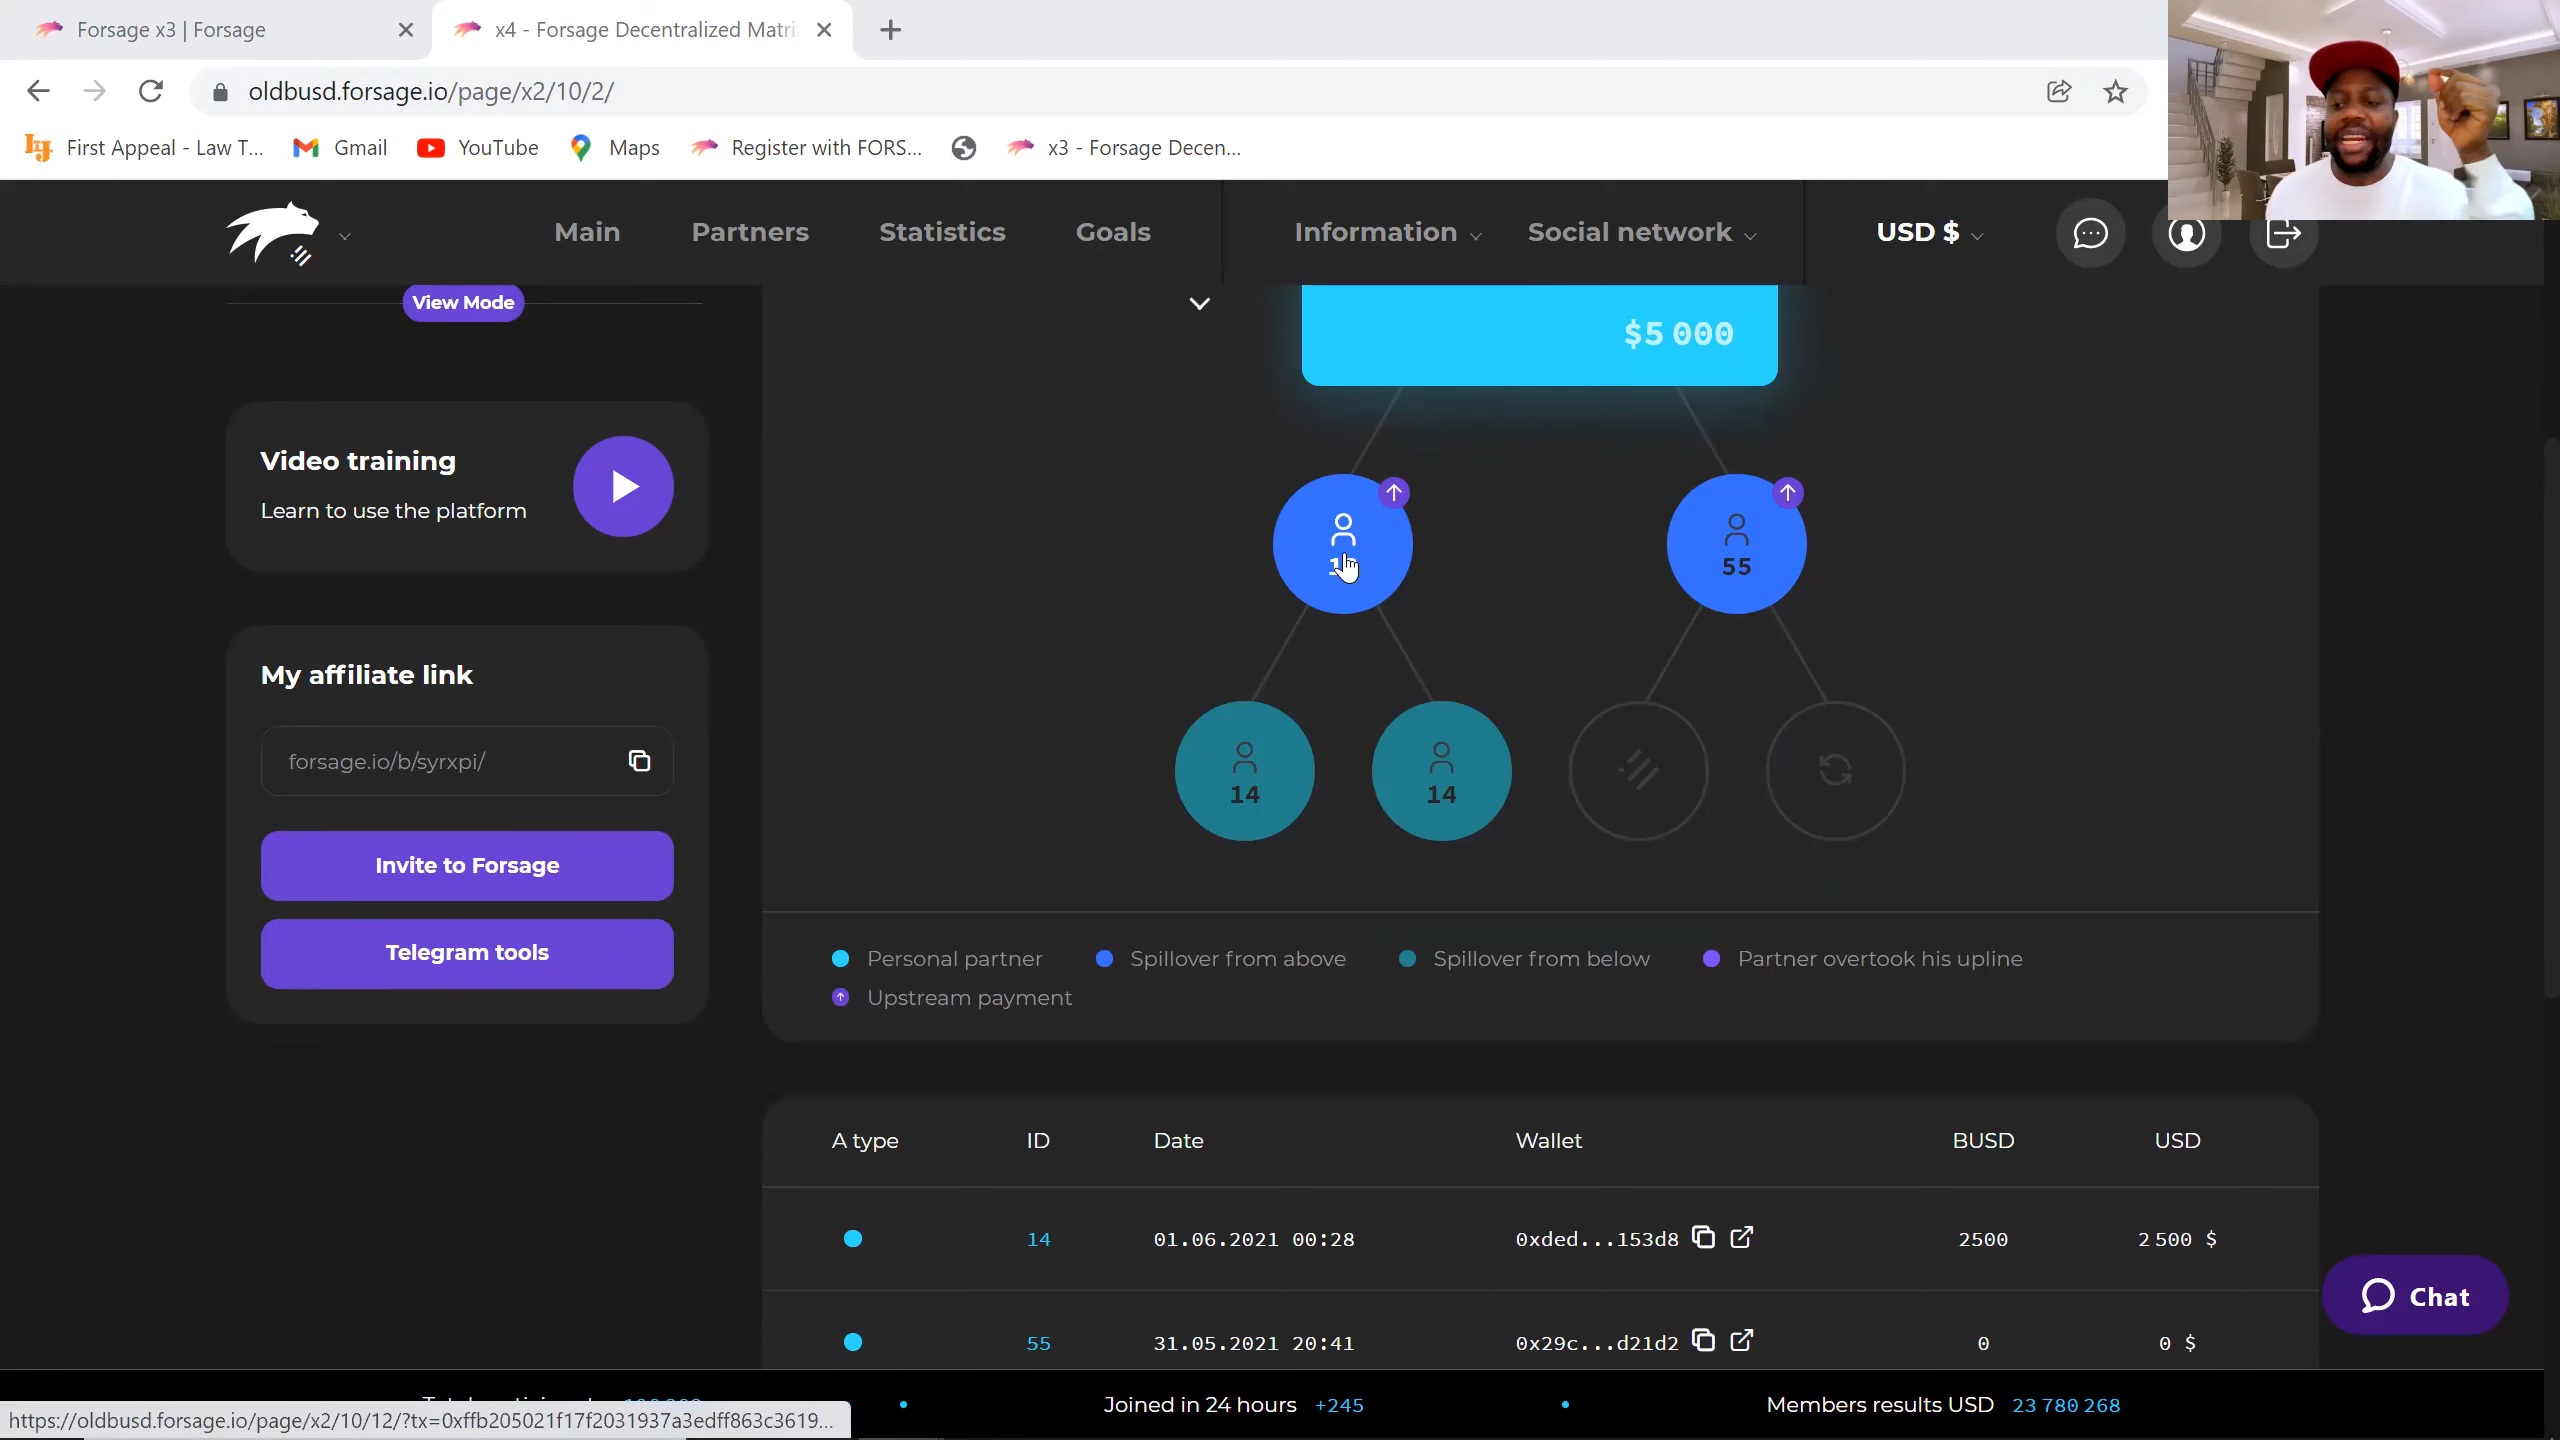 Forsage x3 | Forsage
x4 - Forsage Decentralized Matri
oldbusd.forsage.io/page/x2/10/2/
First Appeal - Law T...
Gmail
YouTube
Maps
Register with FORS...
x3 - Forsage Decen...
Main
Partners
Statistics
Goals
Information
Social network
USD $
View Mode
$5 000
Video training
Learn to use the platform
55
My affiliate link
forsage.io/b/syrxpi/
14
14
Invite to Forsage
Telegram tools
Personal partner
Spillover from above
Spillover from below
Partner overtook his upline
Upstream payment
A type ID Date Wallet BUSD USD
14 01.06.2021 00:28 0xded...153d8 2500 2 500 $
55 31.05.2021 20:41 0x29c...d21d2 0 0 $
Chat
Joined in 24 hours +245
Members results USD 23 780 268
https://oldbusd.forsage.io/page/x2/10/12/?tx=0xffb205021f17f2031937a3edff863c3619...